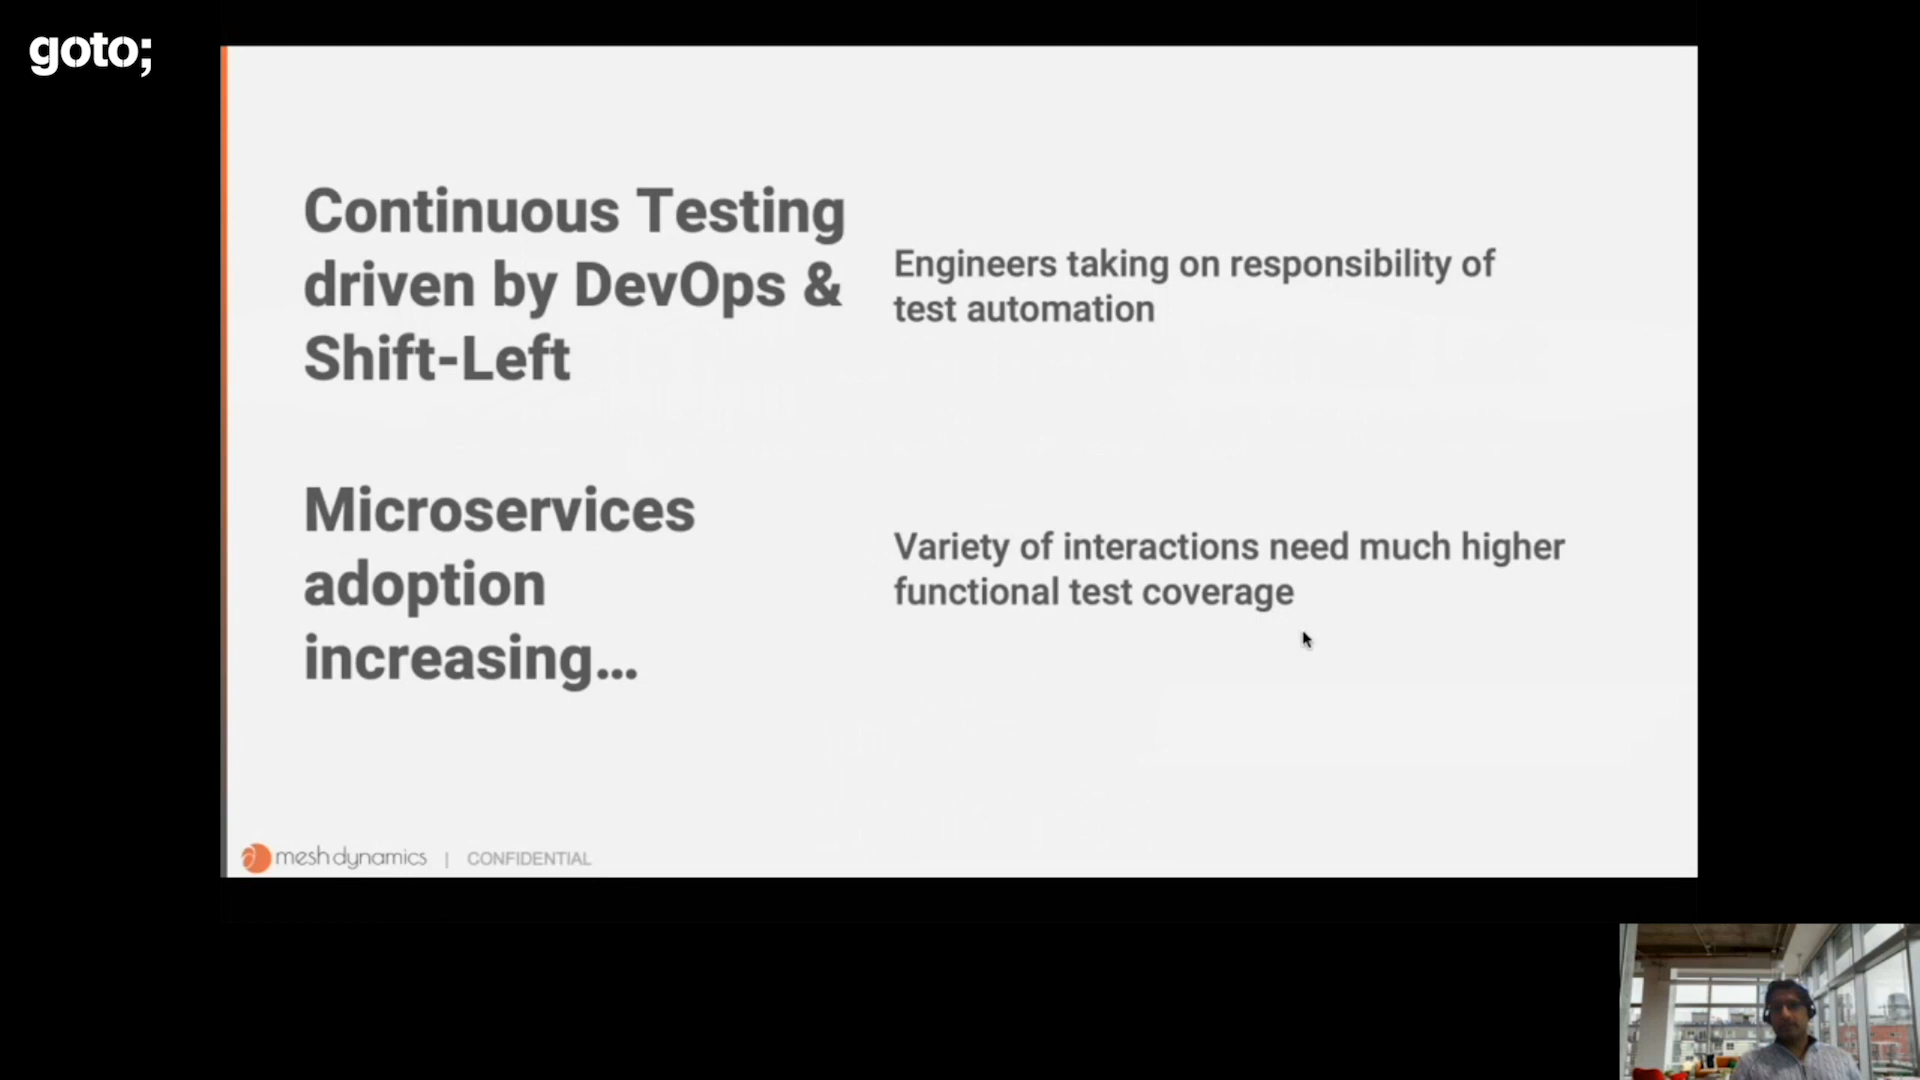 goto;
Continuous Testing
driven by DevOps &
Shift-Left
Engineers taking on responsibility of
test automation
Microservices
adoption
increasing...
Variety of interactions need much higher
functional test coverage
mesh dynamics | CONFIDENTIAL